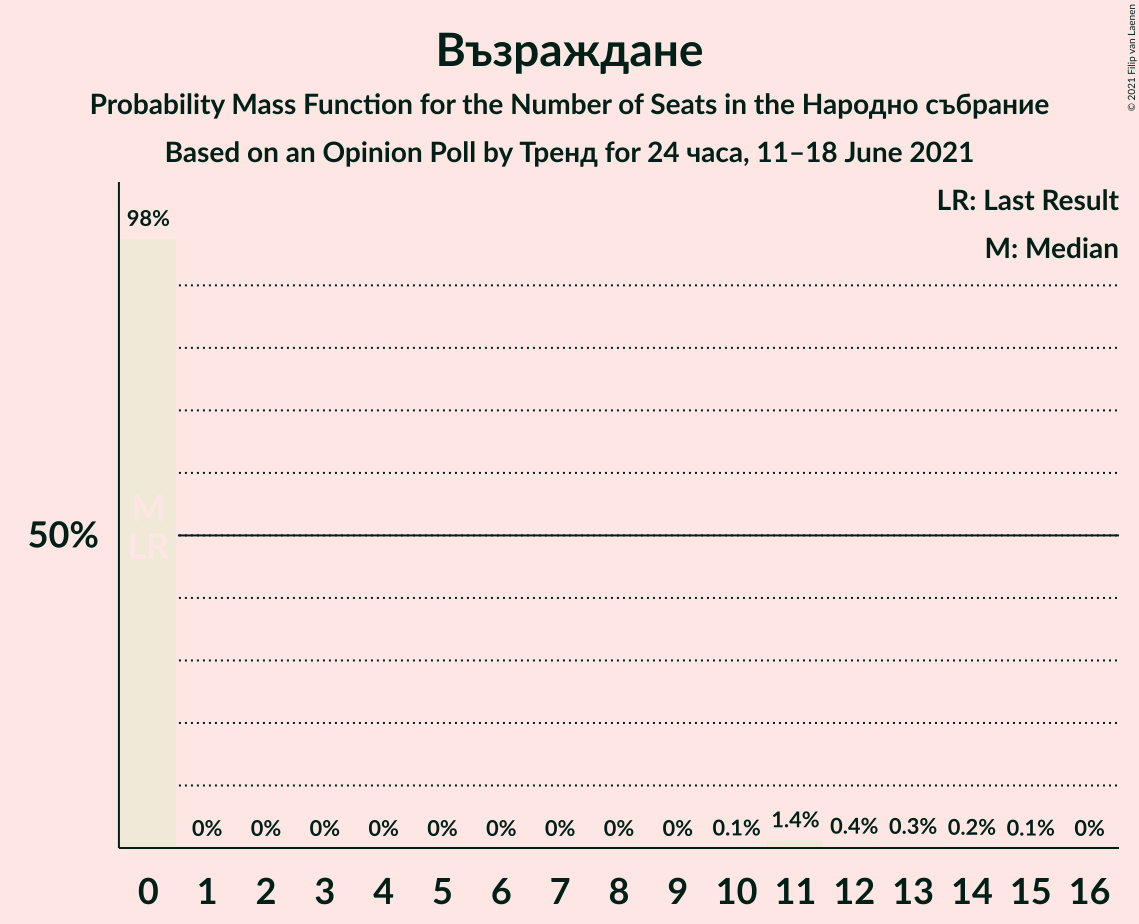 Възраждане
Probability Mass Function for the Number of Seats in the Народно събрание
Based on an Opinion Poll by Тренд for 24 часа, 11–18 June 2021
© 2021 Filip van Laenen
LR: Last Result
M: Median
98%
M
LR
50%
0% 0% 0% 0% 0% 0% 0% 0% 0% 0.1% 1.4% 0.4% 0.3% 0.2% 0.1% 0%
0 1 2 3 4 5 6 7 8 9 10 11 12 13 14 15 16